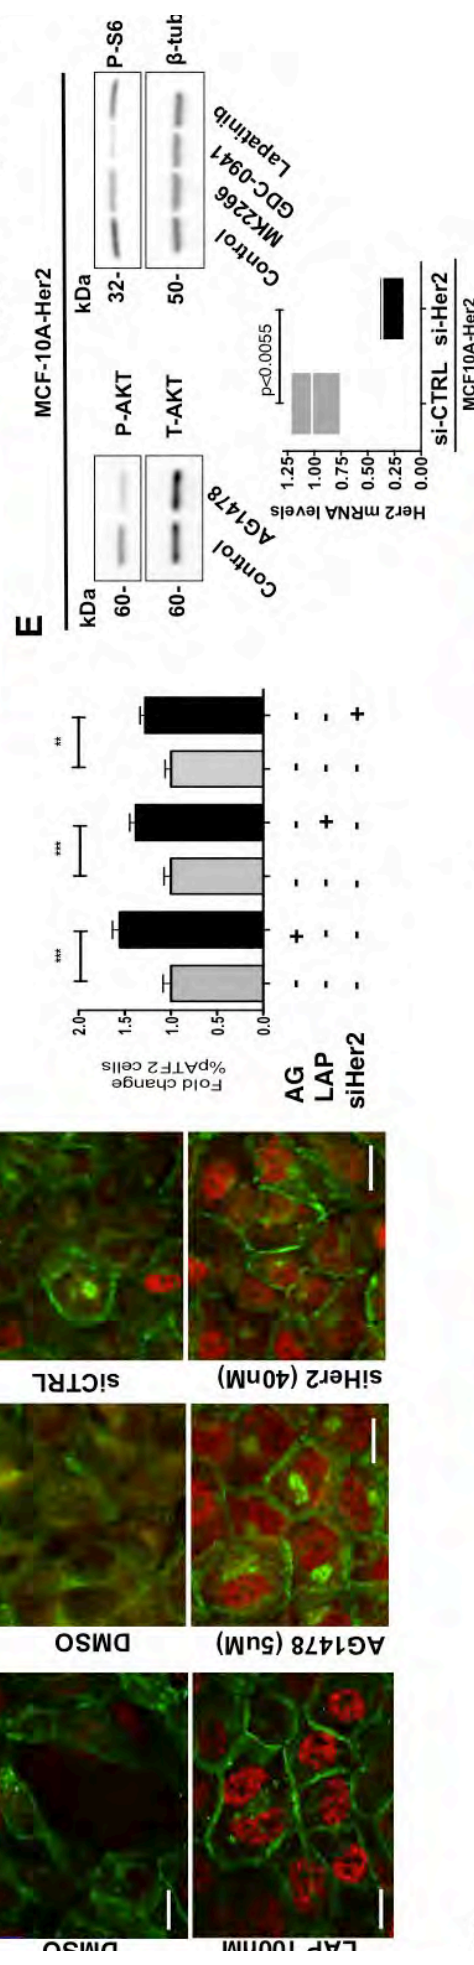 DMSO
LAP 100nM
DMSO
AG1478 (5uM)
siCTRL
siHer2 (40nM)
Fold change
%pATF2 cells
2.0
1.5
1.0
0.5
0.0
*** *** **
AG + - - - - -
LAP - - - + - -
siHer2 - - - - - +
E
MCF-10A-Her2
kDa
60- P-AKT
60- T-AKT
Control
AG1478
kDa
32- P-S6
50- β-tub
Control
MK2266
GDC-0941
Lapatinib
Her2 mRNA levels
1.25
1.00
0.75
0.50
0.25
0.00
p<0.0055
si-CTRL si-Her2
MCF10A-Her2